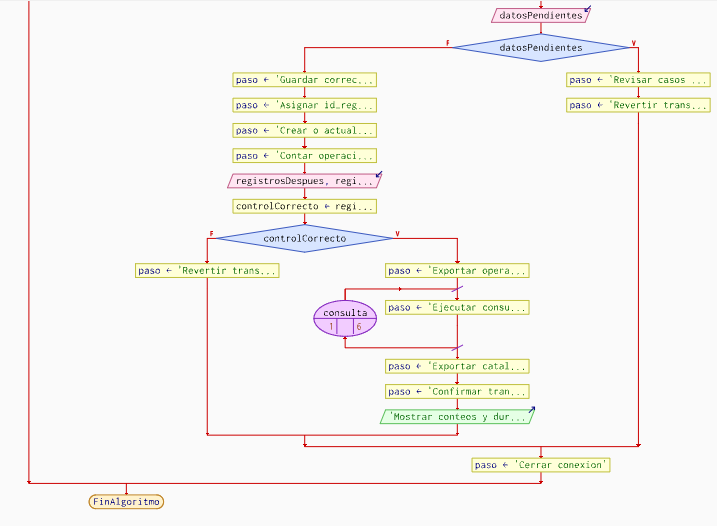 datosPendientes
F datosPendientes V
paso ← 'Guardar correc... paso ← 'Revisar casos ...
paso ← 'Asignar id_reg... paso ← 'Revertir trans...
paso ← 'Crear o actual...
paso ← 'Contar operaci...
registrosDespues, regi...
controlCorrecto ← regi...
F controlCorrecto V
paso ← 'Revertir trans... paso ← 'Exportar opera...
consulta paso ← 'Ejecutar consu...
1 6
paso ← 'Exportar catal...
paso ← 'Confirmar tran...
'Mostrar conteos y dur...
paso ← 'Cerrar conexion'
FinAlgoritmo